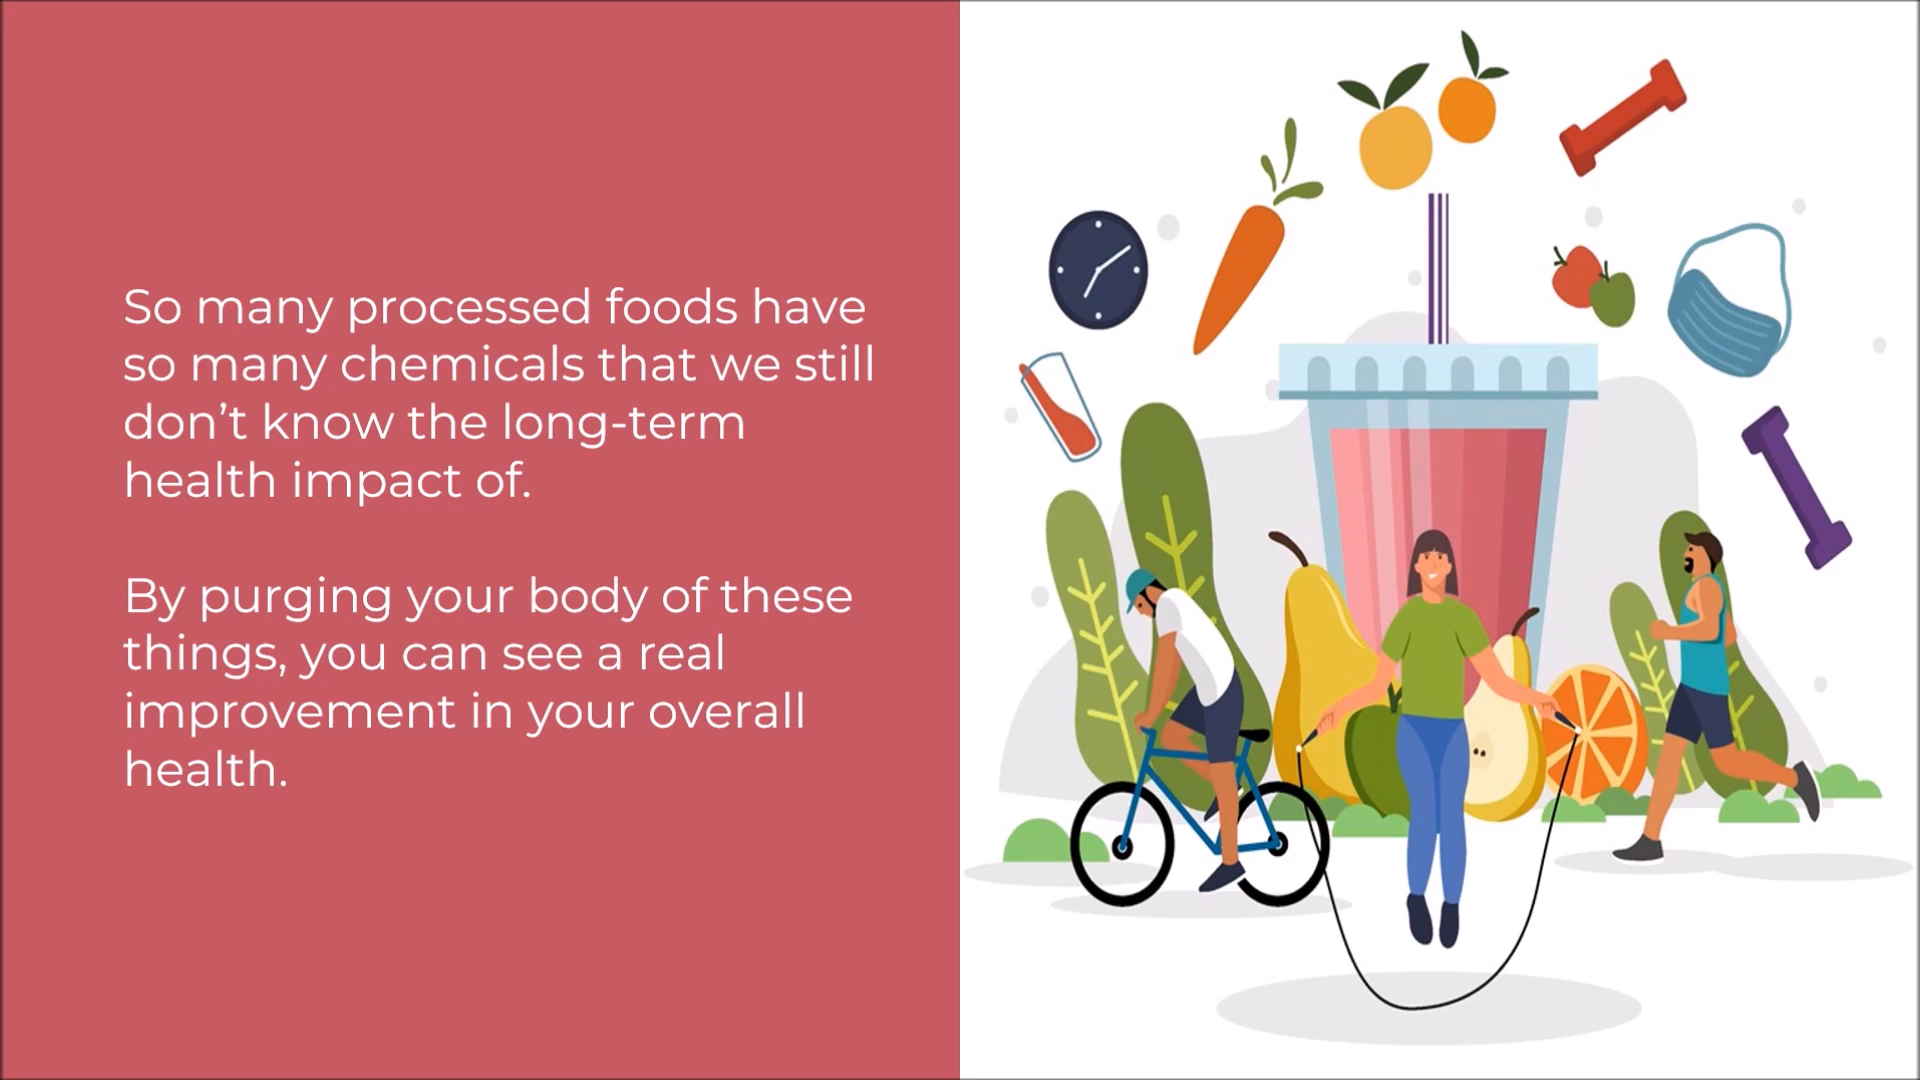 So many processed foods have
so many chemicals that we still
don’t know the long-term
health impact of.
By purging your body of these
things, you can see a real
improvement in your overall
health.